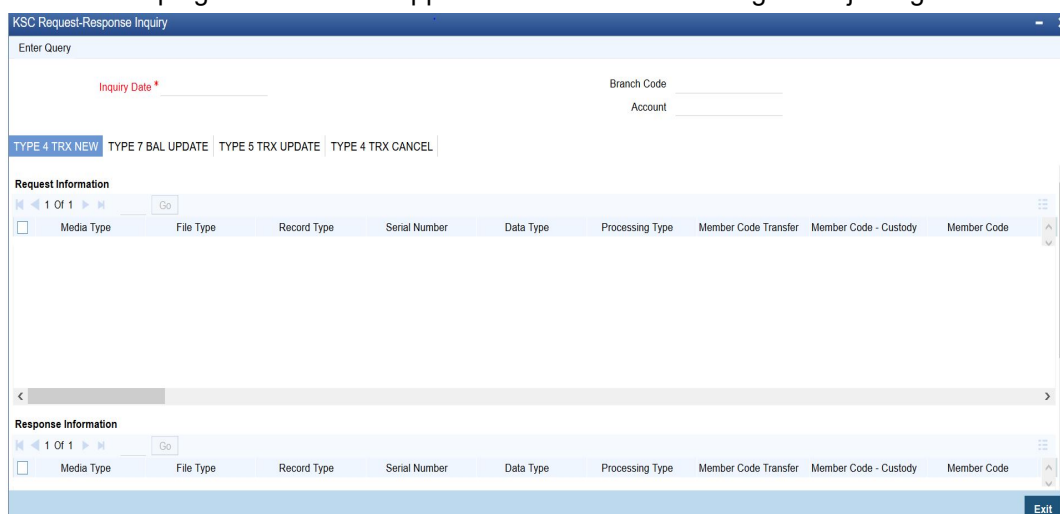 KSC Request-Response Inquiry
Enter Query
Inquiry Date *
Branch Code
Account
TYPE 4 TRX NEW TYPE 7 BAL UPDATE TYPE 5 TRX UPDATE TYPE 4 TRX CANCEL
Request Information
1 Of 1 Go
Media Type File Type Record Type Serial Number Data Type Processing Type Member Code Transfer Member Code - Custody Member Code
Response Information
1 Of 1 Go
Media Type File Type Record Type Serial Number Data Type Processing Type Member Code Transfer Member Code - Custody Member Code
Exit